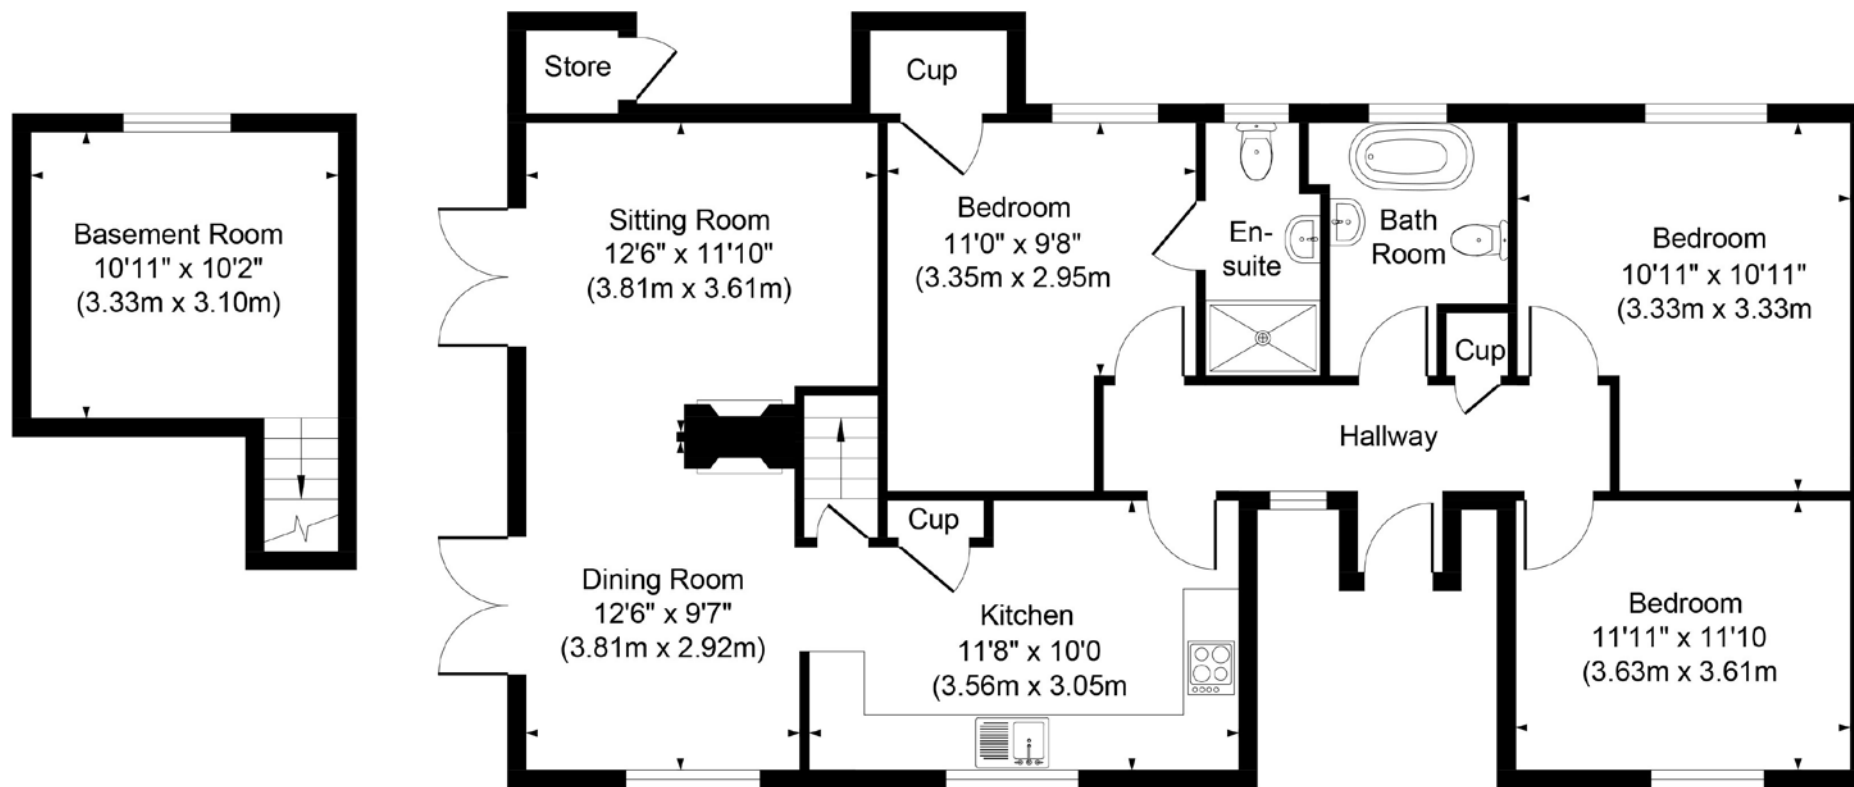 Store
Cup
Basement Room
10'11" x 10'2"
(3.33m x 3.10m)
Sitting Room
12'6" x 11'10"
(3.81m x 3.61m)
Bedroom
11'0" x 9'8"
(3.35m x 2.95m
En-
suite
Bath
Room
Cup
Bedroom
10'11" x 10'11"
(3.33m x 3.33m
Hallway
Cup
Dining Room
12'6" x 9'7"
(3.81m x 2.92m)
Kitchen
11'8" x 10'0
(3.56m x 3.05m
Bedroom
11'11" x 11'10
(3.63m x 3.61m